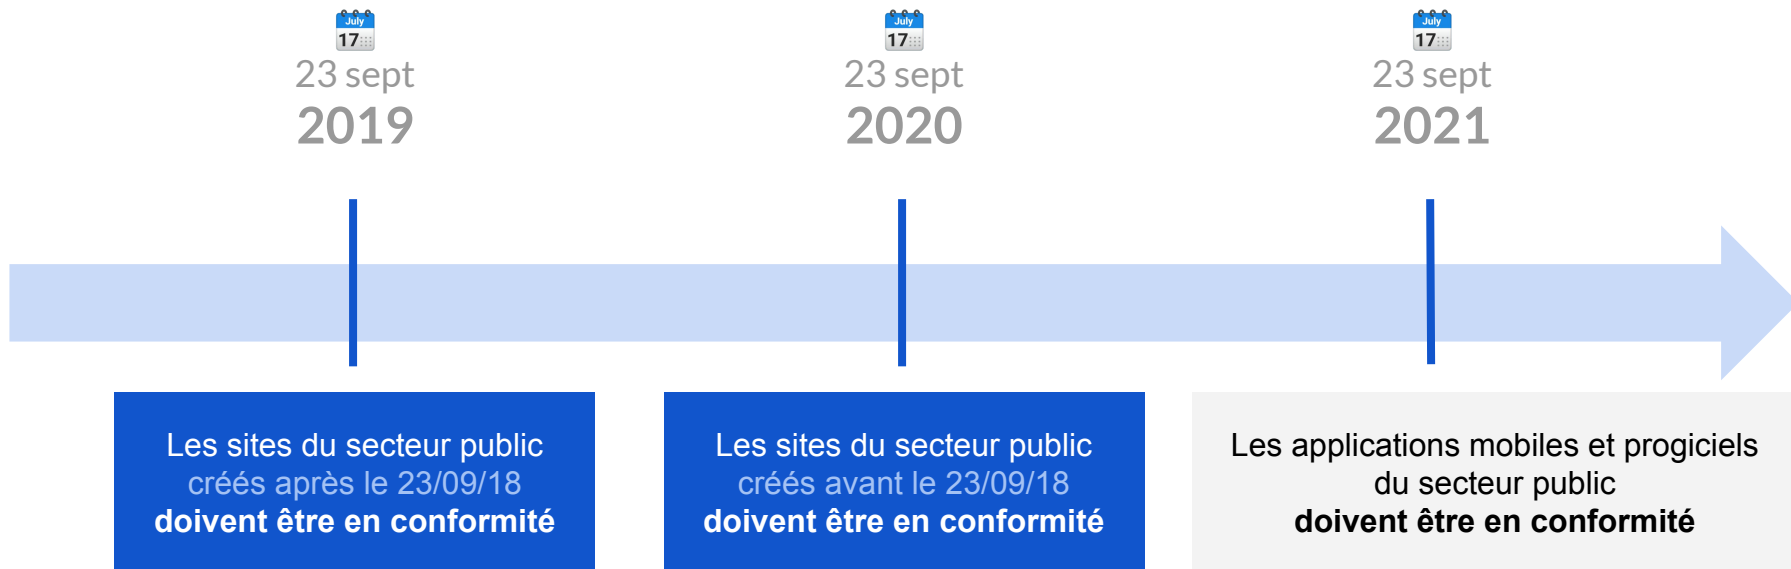 July
17
23 sept
2019
July
17
23 sept
2020
July
17
23 sept
2021
Les sites du secteur public
créés après le 23/09/18
doivent être en conformité
Les sites du secteur public
créés avant le 23/09/18
doivent être en conformité
Les applications mobiles et progiciels
du secteur public
doivent être en conformité